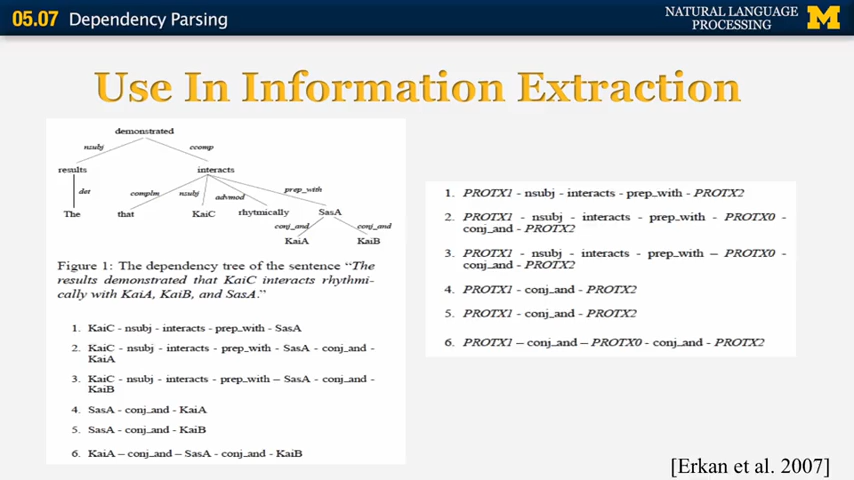 05.07 Dependency Parsing
NATURAL LANGUAGE
PROCESSING
M
Use In Information Extraction
demonstrated
nsubj ccomp
results interacts
det complm nsubj advmod prep_with
The that KaiC rhythmically SasA
conj_and conj_and
KaiA KaiB
Figure 1: The dependency tree of the sentence “The
results demonstrated that KaiC interacts rhythmi-
cally with KaiA, KaiB, and SasA.”
1. KaiC - nsubj - interacts - prep_with - SasA
2. KaiC - nsubj - interacts - prep_with - SasA - conj_and -
KaiA
3. KaiC - nsubj - interacts - prep_with – SasA - conj_and -
KaiB
4. SasA - conj_and - KaiA
5. SasA - conj_and - KaiB
6. KaiA – conj_and – SasA - conj_and - KaiB
1. PROTX1 - nsubj - interacts - prep_with - PROTX2
2. PROTX1 - nsubj - interacts - prep_with - PROTX0 -
conj_and - PROTX2
3. PROTX1 - nsubj - interacts - prep_with – PROTX0 -
conj_and - PROTX2
4. PROTX1 - conj_and - PROTX2
5. PROTX1 - conj_and - PROTX2
6. PROTX1 – conj_and – PROTX0 - conj_and - PROTX2
[Erkan et al. 2007]